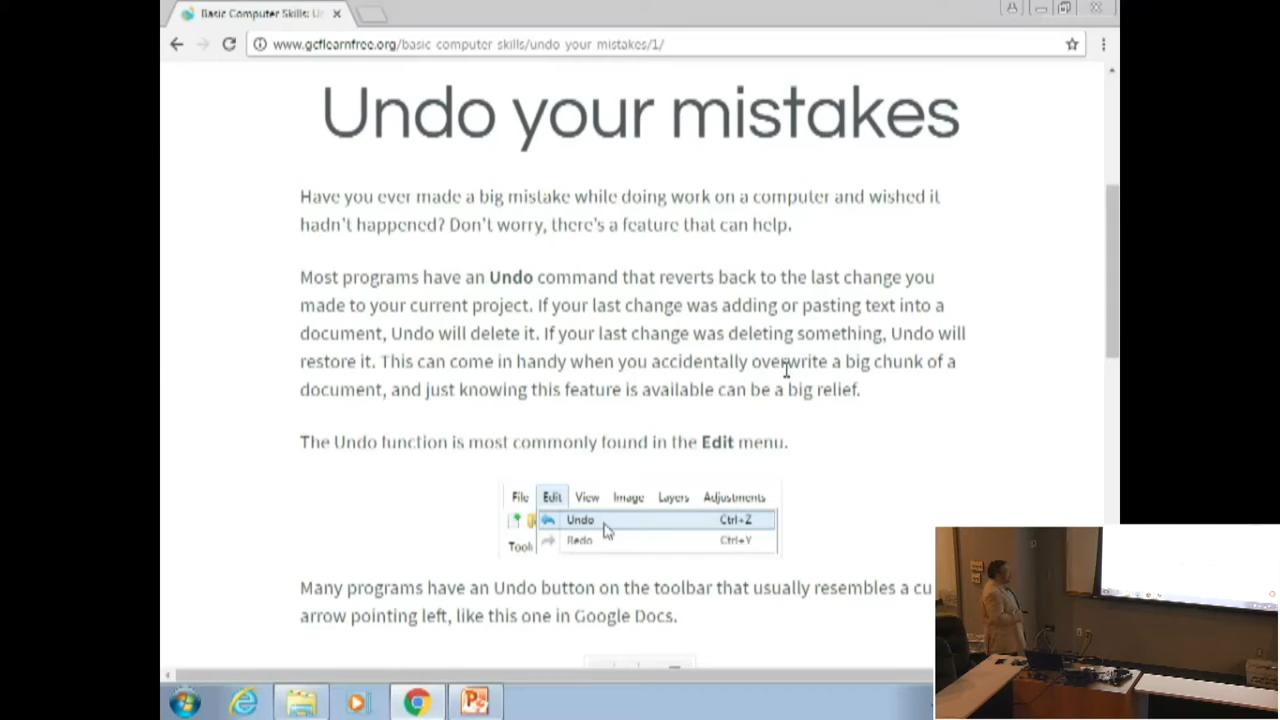 Basic Computer Skills: U
www.gcflearnfree.org/basic computer skills/undo your mistakes/1/
Undo your mistakes
Have you ever made a big mistake while doing work on a computer and wished it
hadn't happened? Don't worry, there's a feature that can help.
Most programs have an Undo command that reverts back to the last change you
made to your current project. If your last change was adding or pasting text into a
document, Undo will delete it. If your last change was deleting something, Undo will
restore it. This can come in handy when you accidentally overwrite a big chunk of a
document, and just knowing this feature is available can be a big relief.
The Undo function is most commonly found in the Edit menu.
File Edit View Image Layers Adjustments
Undo Ctrl+Z
Redo Ctrl+Y
Tool
Many programs have an Undo button on the toolbar that usually resembles a cu
arrow pointing left, like this one in Google Docs.